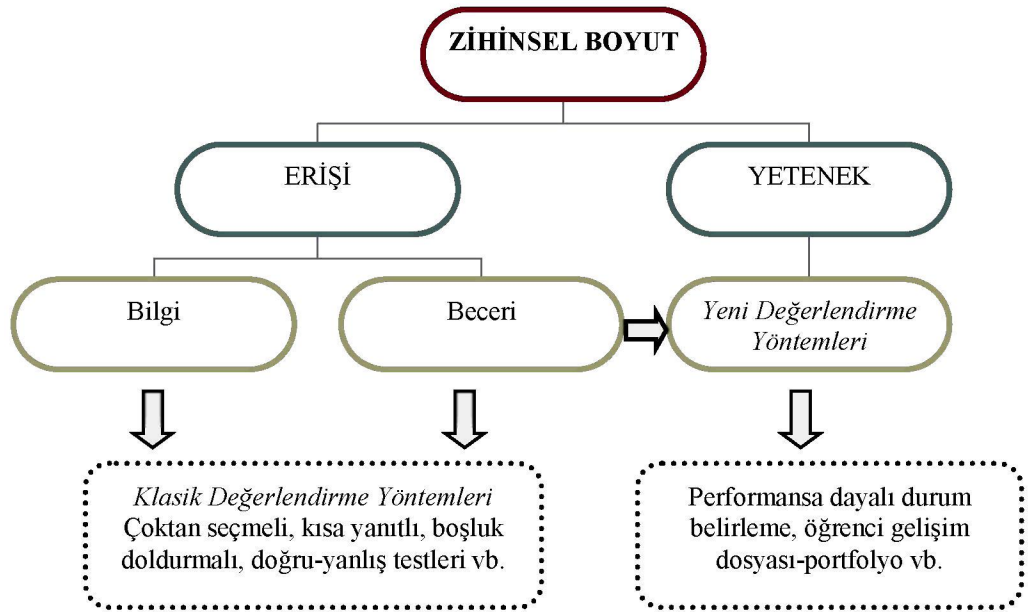 ZİHİNSEL BOYUT
ERİŞİ
YETENEK
Bilgi
Beceri
Yeni Değerlendirme
Yöntemleri
Klasik Değerlendirme Yöntemleri
Çoktan seçmeli, kısa yanıtlı, boşluk
doldurmalı, doğru-yanlış testleri vb.
Performansa dayalı durum
belirleme, öğrenci gelişim
dosyası-portfolyo vb.